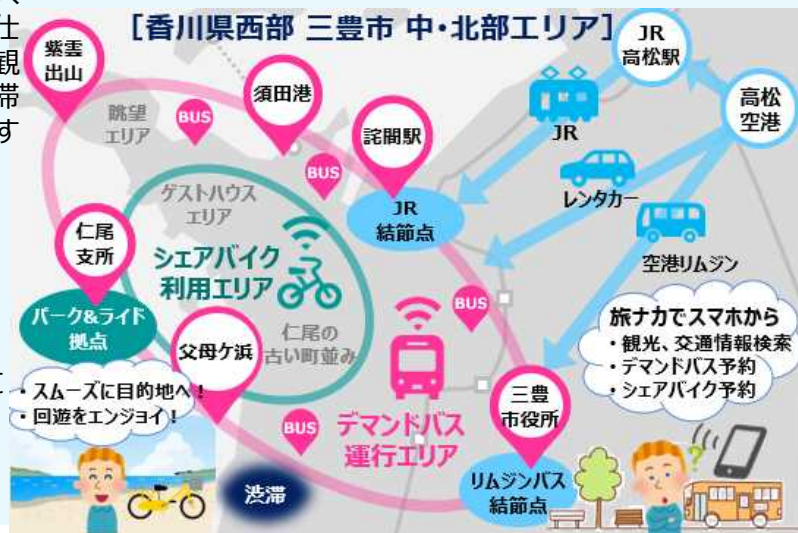 仕
観
滞
す
［香川県西部 三豊市 中・北部エリア］
JR
高松駅
高松
空港
紫雲
出山
須田港
詫間駅
眺望
エリア
BUS
BUS
JR
レンタカー
空港リムジン
JR
結節点
ゲストハウス
エリア
仁尾
支所
シェアバイク
利用エリア
パーク&ライド
拠点
父母ケ浜
仁尾の
古い町並み
BUS
旅ナカでスマホから
・観光、交通情報検索
・デマンドバス予約
・シェアバイク予約
・スムーズに目的地へ！
・回遊をエンジョイ！
BUS
デマンドバス
運行エリア
三豊
市役所
リムジンバス
結節点
渋滞
?